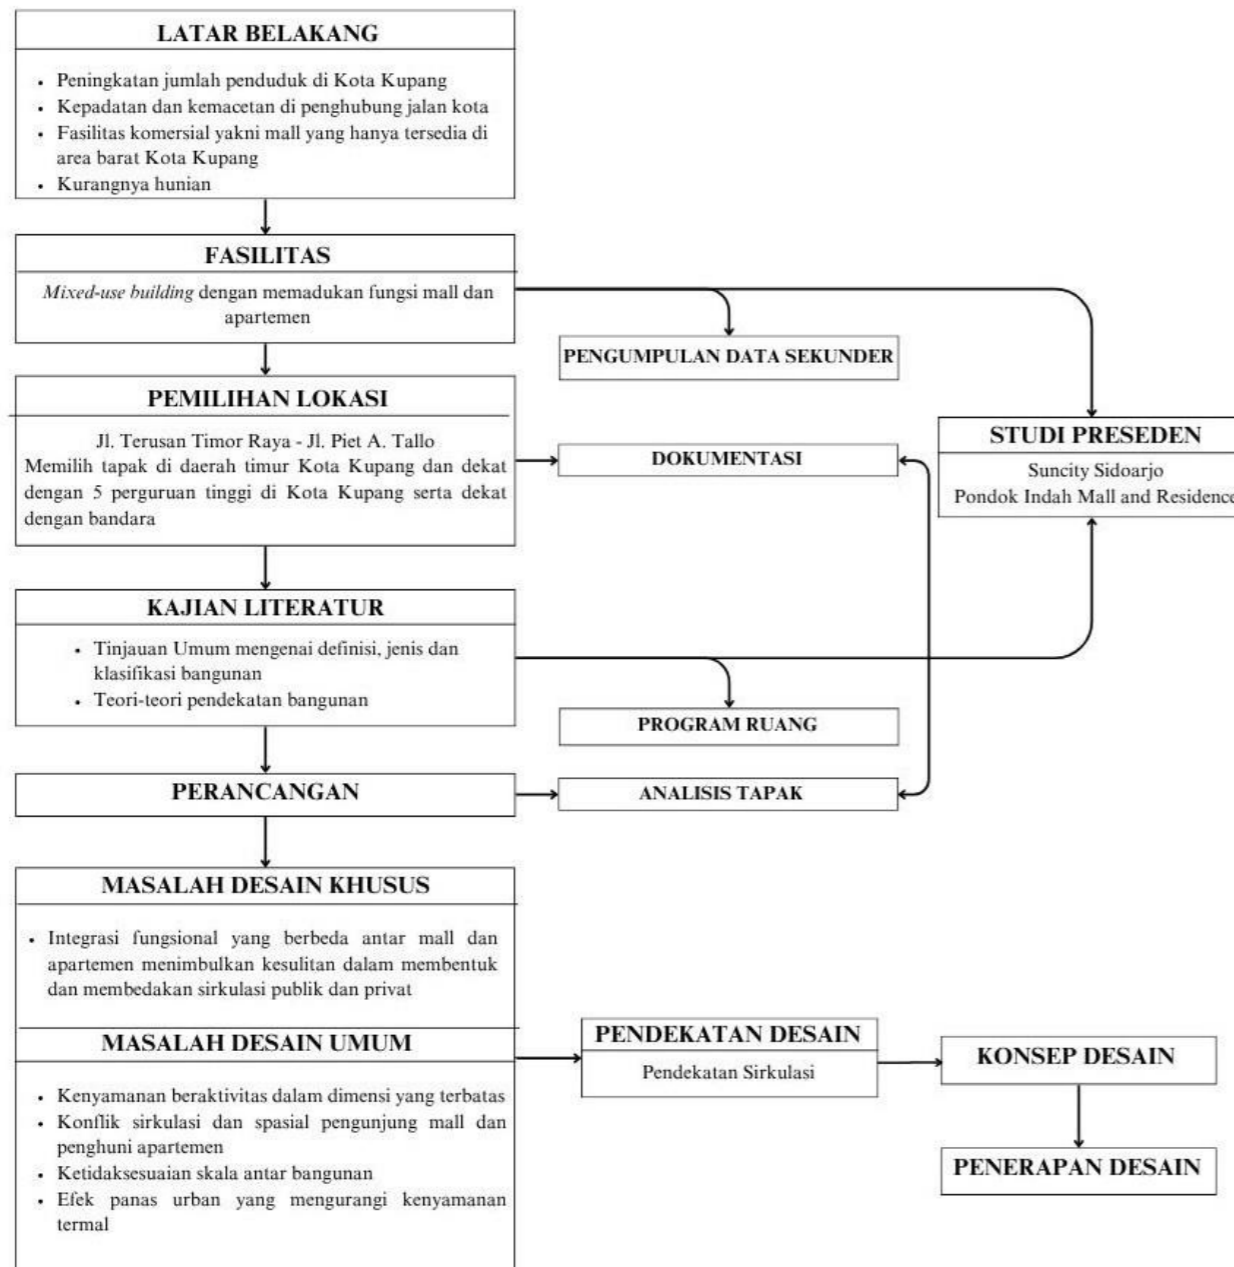 LATAR BELAKANG
• Peningkatan jumlah penduduk di Kota Kupang
• Kepadatan dan kemacetan di penghubung jalan kota
• Fasilitas komersial yakni mall yang hanya tersedia di
area barat Kota Kupang
• Kurangnya hunian
FASILITAS
Mixed-use building dengan memadukan fungsi mall dan
apartemen
PENGUMPULAN DATA SEKUNDER
PEMILIHAN LOKASI
Jl. Terusan Timor Raya - Jl. Piet A. Tallo
Memilih tapak di daerah timur Kota Kupang dan dekat
dengan 5 perguruan tinggi di Kota Kupang serta dekat
dengan bandara
DOKUMENTASI
STUDI PRESEDEN
Suncity Sidoarjo
Pondok Indah Mall and Residence
KAJIAN LITERATUR
• Tinjauan Umum mengenai definisi, jenis dan
klasifikasi bangunan
• Teori-teori pendekatan bangunan
PROGRAM RUANG
PERANCANGAN
ANALISIS TAPAK
MASALAH DESAIN KHUSUS
• Integrasi fungsional yang berbeda antar mall dan
apartemen menimbulkan kesulitan dalam membentuk
dan membedakan sirkulasi publik dan privat
MASALAH DESAIN UMUM
• Kenyamanan beraktivitas dalam dimensi yang terbatas
• Konflik sirkulasi dan spasial pengunjung mall dan
penghuni apartemen
• Ketidaksesuaian skala antar bangunan
• Efek panas urban yang mengurangi kenyamanan
termal
PENDEKATAN DESAIN
Pendekatan Sirkulasi
KONSEP DESAIN
PENERAPAN DESAIN